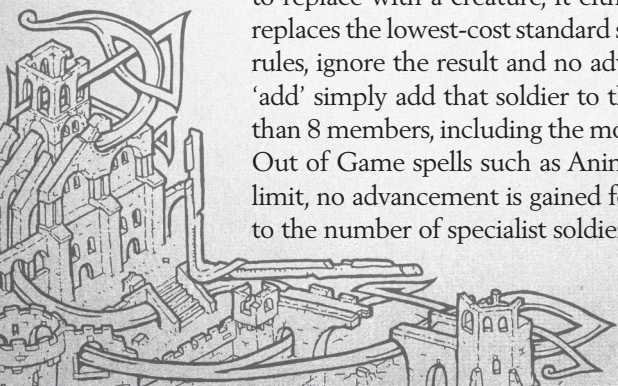 to replace with a creature, it eith
replaces the lowest-cost standard s
rules, ignore the result and no adv
‘add’ simply add that soldier to th
than 8 members, including the mo
Out of Game spells such as Anim
limit, no advancement is gained fo
to the number of specialist soldier